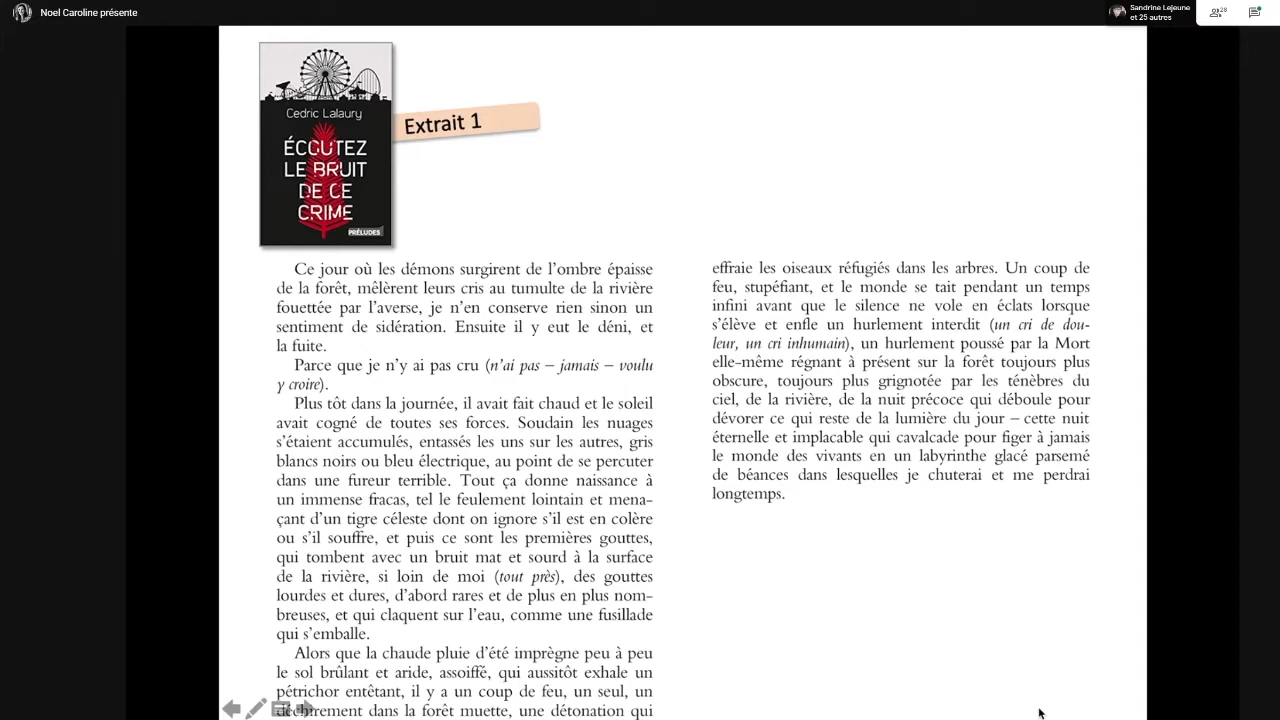 Noel Caroline présente
Sandrine Lejeune
et 25 autres
28
Cedric Lalaury
ÉCOUTEZ
LE BRUIT
DE CE
CRIME
PRÉLUDES
Extrait 1
Ce jour où les démons surgirent de l’ombre épaisse
de la forêt, mêlèrent leurs cris au tumulte de la rivière
fouettée par l’averse, je n’en conserve rien sinon un
sentiment de sidération. Ensuite il y eut le déni, et
la fuite.
Parce que je n’y ai pas cru (n’ai pas – jamais – voulu
y croire).
Plus tôt dans la journée, il avait fait chaud et le soleil
avait cogné de toutes ses forces. Soudain les nuages
s’étaient accumulés, entassés les uns sur les autres, gris
blancs noirs ou bleu électrique, au point de se percuter
dans une fureur terrible. Tout ça donne naissance à
un immense fracas, tel le feulement lointain et mena-
çant d’un tigre céleste dont on ignore s’il est en colère
ou s’il souffre, et puis ce sont les premières gouttes,
qui tombent avec un bruit mat et sourd à la surface
de la rivière, si loin de moi (tout près), des gouttes
lourdes et dures, d’abord rares et de plus en plus nom-
breuses, et qui claquent sur l’eau, comme une fusillade
qui s’emballe.
Alors que la chaude pluie d’été imprègne peu à peu
le sol brûlant et aride, assoiffé, qui aussitôt exhale un
pétrichor entêtant, il y a un coup de feu, un seul, un
déchirement dans la forêt muette, une détonation qui
effraie les oiseaux réfugiés dans les arbres. Un coup de
feu, stupéfiant, et le monde se tait pendant un temps
infini avant que le silence ne vole en éclats lorsque
s’élève et enfle un hurlement interdit (un cri de dou-
leur, un cri inhumain), un hurlement poussé par la Mort
elle-même régnant à présent sur la forêt toujours plus
obscure, toujours plus grignotée par les ténèbres du
ciel, de la rivière, de la nuit précoce qui déboule pour
dévorer ce qui reste de la lumière du jour – cette nuit
éternelle et implacable qui cavalcade pour figer à jamais
le monde des vivants en un labyrinthe glacé parsemé
de béances dans lesquelles je chuterai et me perdrai
longtemps.